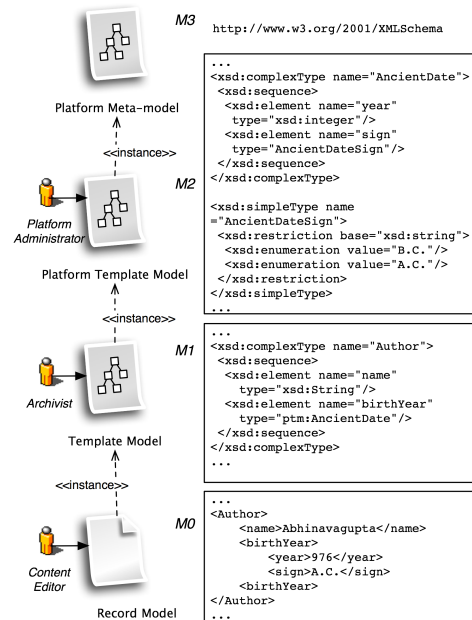 M3
http://www.w3.org/2001/XMLSchema
Platform Meta-model
<<instance>>
M2
Platform
Administrator
Platform Template Model
...
<xsd:complexType name="AncientDate">
<xsd:sequence>
<xsd:element name="year"
type="xsd:integer"/>
<xsd:element name="sign"
type="AncientDateSign"/>
</xsd:sequence>
</xsd:complexType>
<xsd:simpleType name
="AncientDateSign">
<xsd:restriction base="xsd:string">
<xsd:enumeration value="B.C."/>
<xsd:enumeration value="A.C."/>
</xsd:restriction>
</xsd:simpleType>
...
<<instance>>
M1
Archivist
Template Model
...
<xsd:complexType name="Author">
<xsd:sequence>
<xsd:element name="name"
type="xsd:String"/>
<xsd:element name="birthYear"
type="ptm:AncientDate"/>
</xsd:sequence>
</xsd:complexType>
...
<<instance>>
M0
Content
Editor
Record Model
...
<Author>
<name>Abhinavagupta</name>
<birthYear>
<year>976</year>
<sign>A.C.</sign>
<birthYear>
</Author>
...